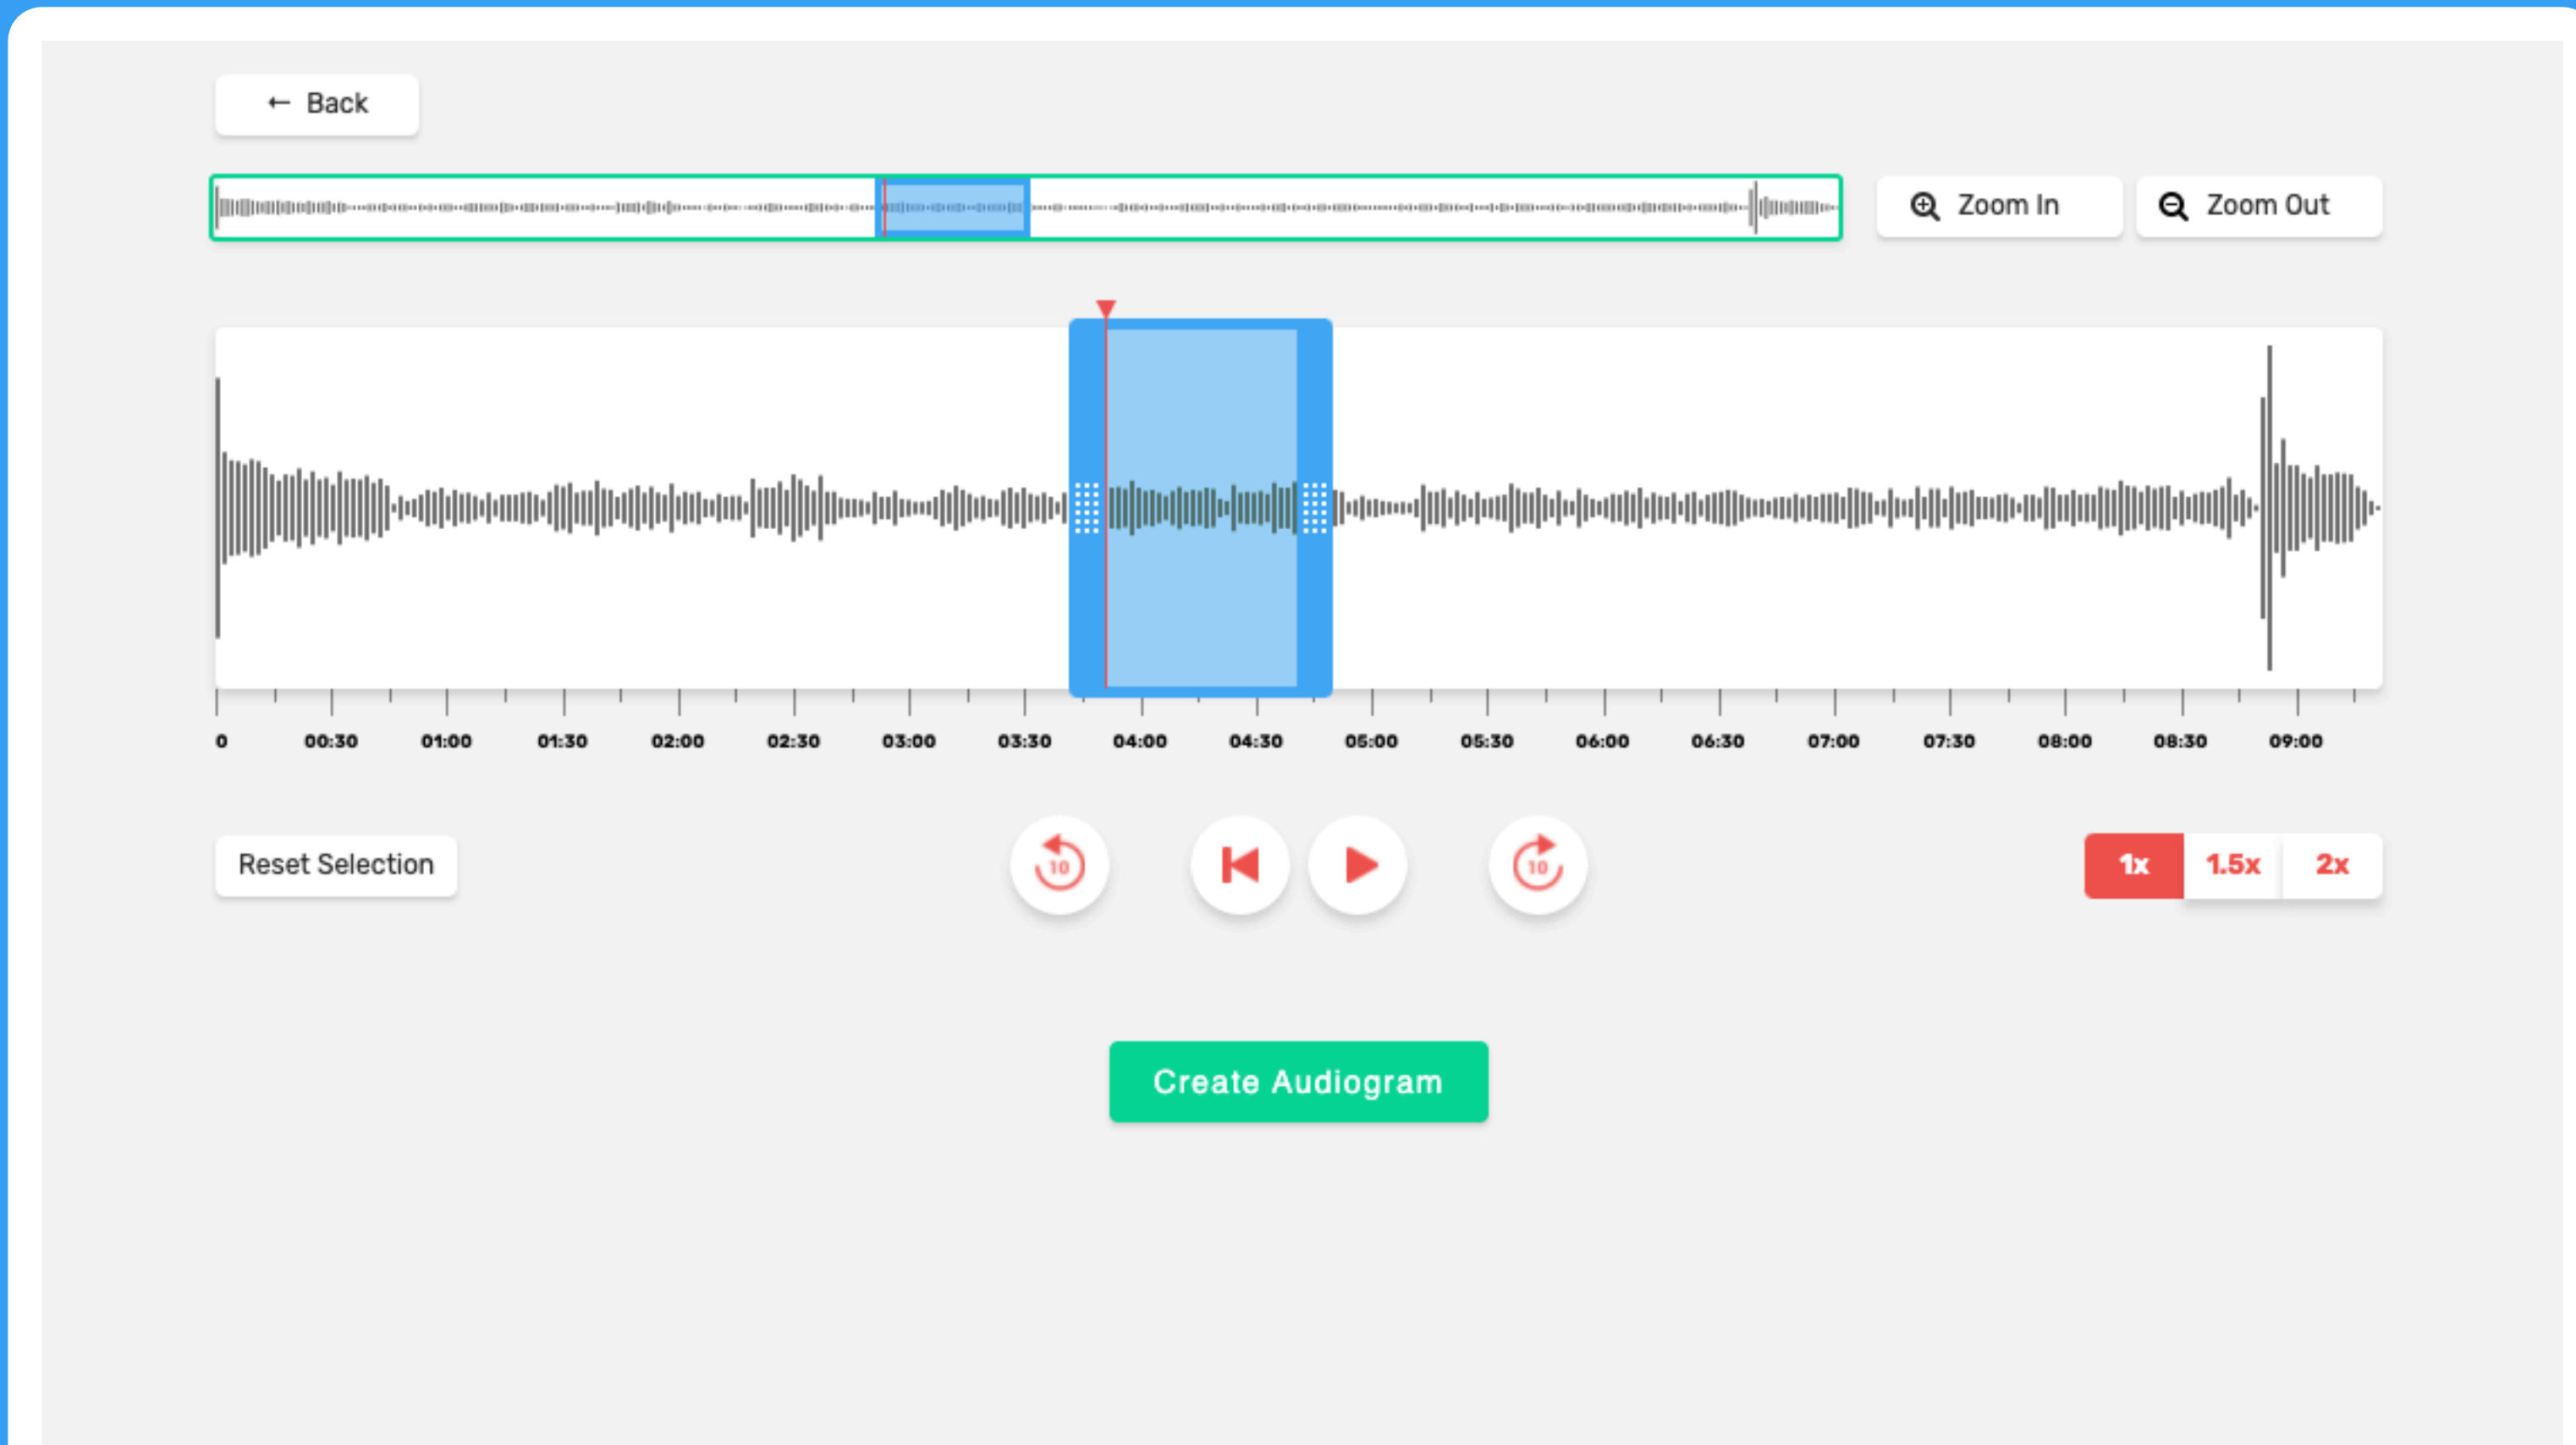 ← Back
Zoom In
Zoom Out
0 00:30 01:00 01:30 02:00 02:30 03:00 03:30 04:00 04:30 05:00 05:30 06:00 06:30 07:00 07:30 08:00 08:30 09:00
Reset Selection
10
10
1x 1.5x 2x
Create Audiogram